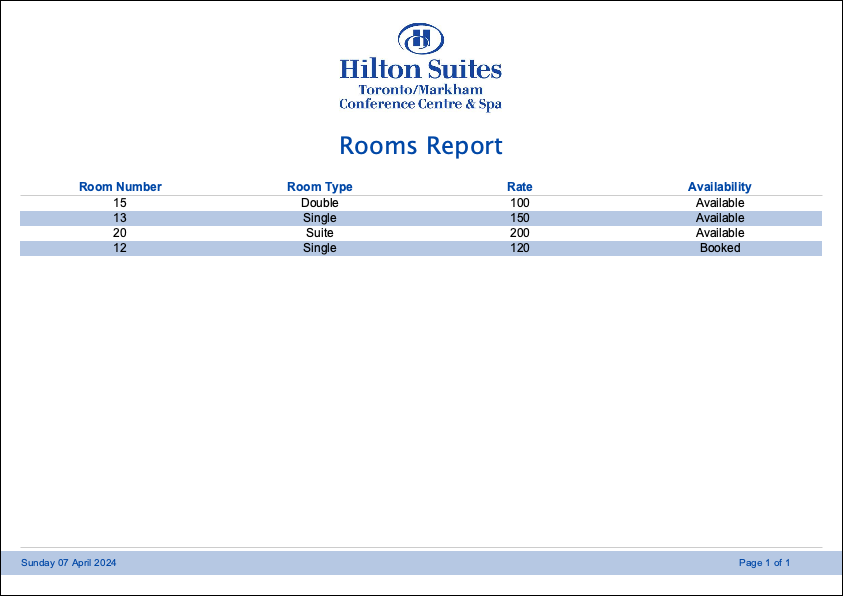 Hilton Suites
Toronto/Markham
Conference Centre & Spa
Rooms Report
Room Number Room Type Rate Availability
15 Double 100 Available
13 Single 150 Available
20 Suite 200 Available
12 Single 120 Booked
Sunday 07 April 2024 Page 1 of 1